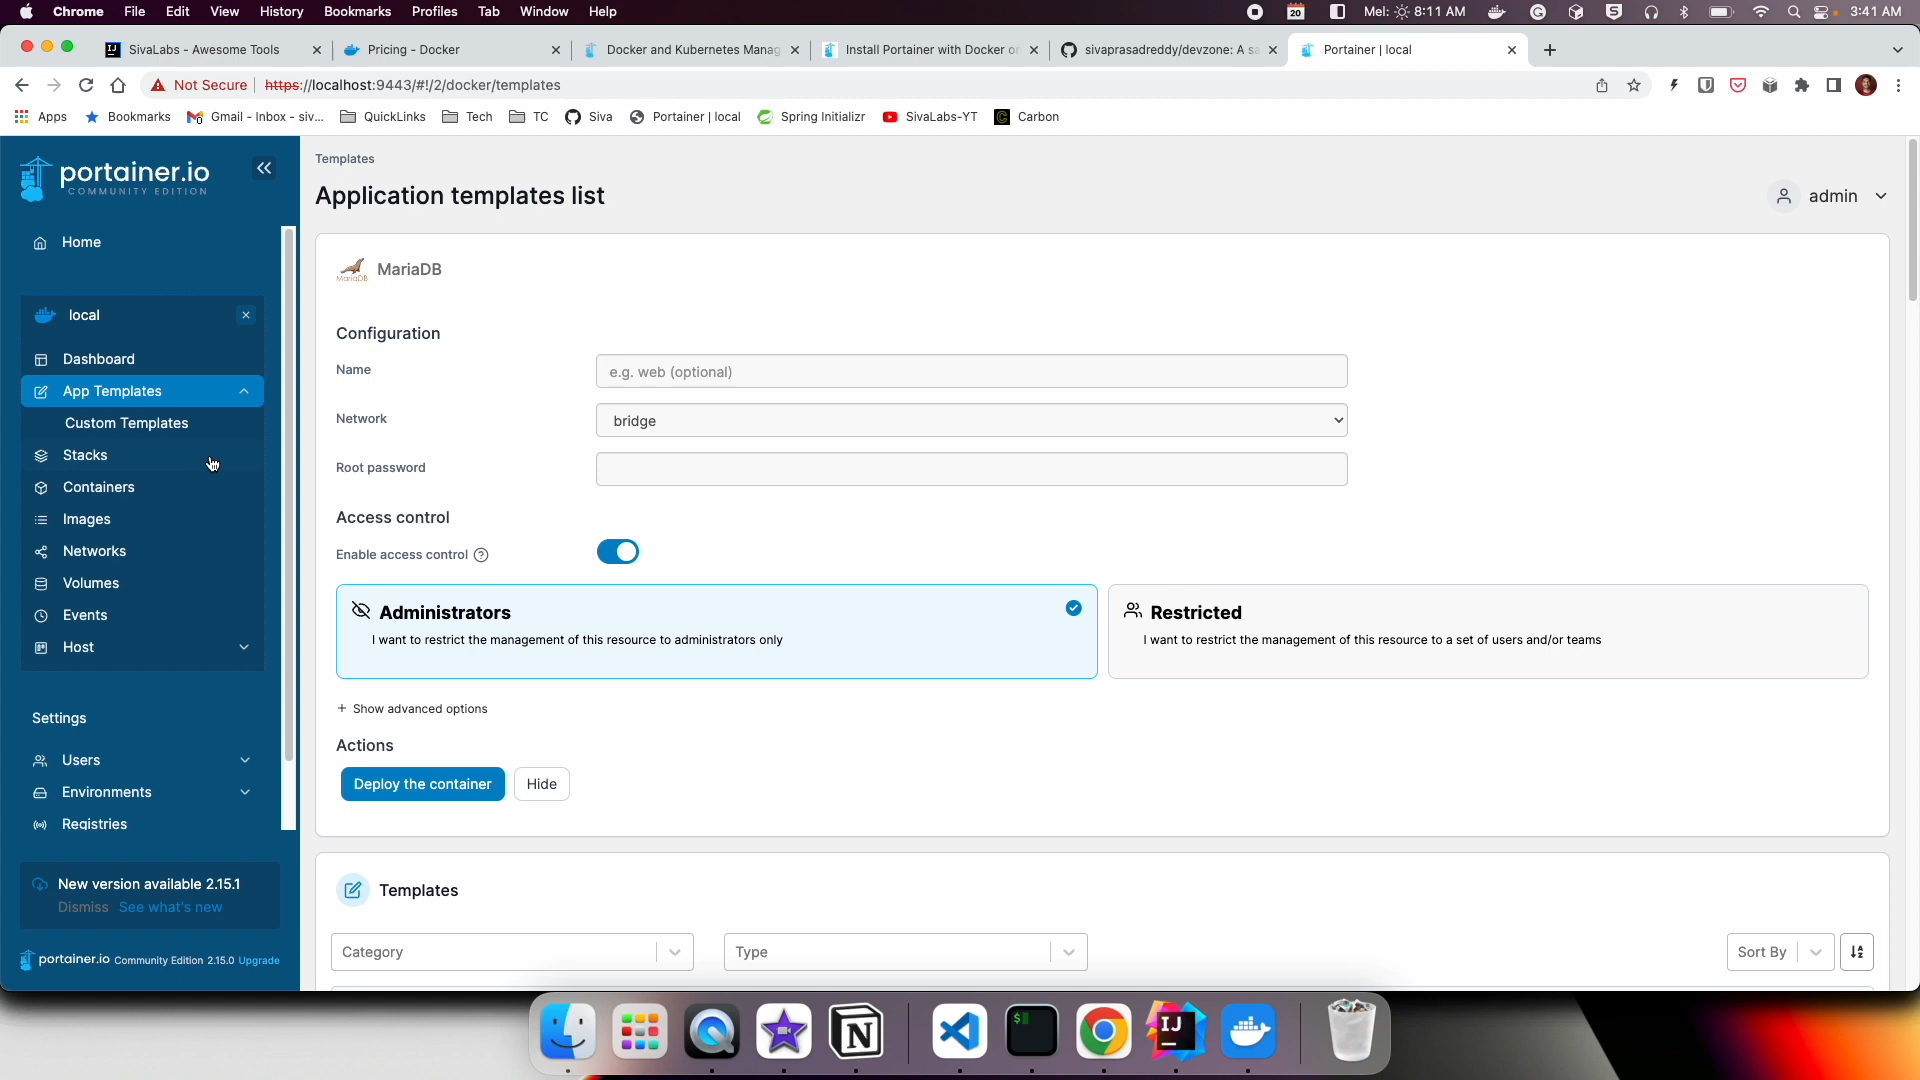 Chrome File Edit View History Bookmarks Profiles Tab Window Help
20 Mel: 8:11 AM 3:41 AM
SivaLabs - Awesome Tools
Pricing - Docker
Docker and Kubernetes Manag
Install Portainer with Docker on
sivaprasadreddy/devzone: A sa
Portainer | local
Not Secure https://localhost:9443/#!/2/docker/templates
Apps Bookmarks Gmail - Inbox - siv... QuickLinks Tech TC Siva Portainer | local Spring Initializr SivaLabs-YT Carbon
portainer.io
COMMUNITY EDITION
Home
local
Dashboard
App Templates
Custom Templates
Stacks
Containers
Images
Networks
Volumes
Events
Host
Settings
Users
Environments
Registries
New version available 2.15.1
Dismiss See what's new
portainer.io Community Edition 2.15.0 Upgrade
Templates
Application templates list
admin
MariaDB
MariaDB
Configuration
Name
e.g. web (optional)
Network
bridge
Root password
Access control
Enable access control
Administrators
I want to restrict the management of this resource to administrators only
Restricted
I want to restrict the management of this resource to a set of users and/or teams
+ Show advanced options
Actions
Deploy the container
Hide
Templates
Category
Type
Sort By
IJ